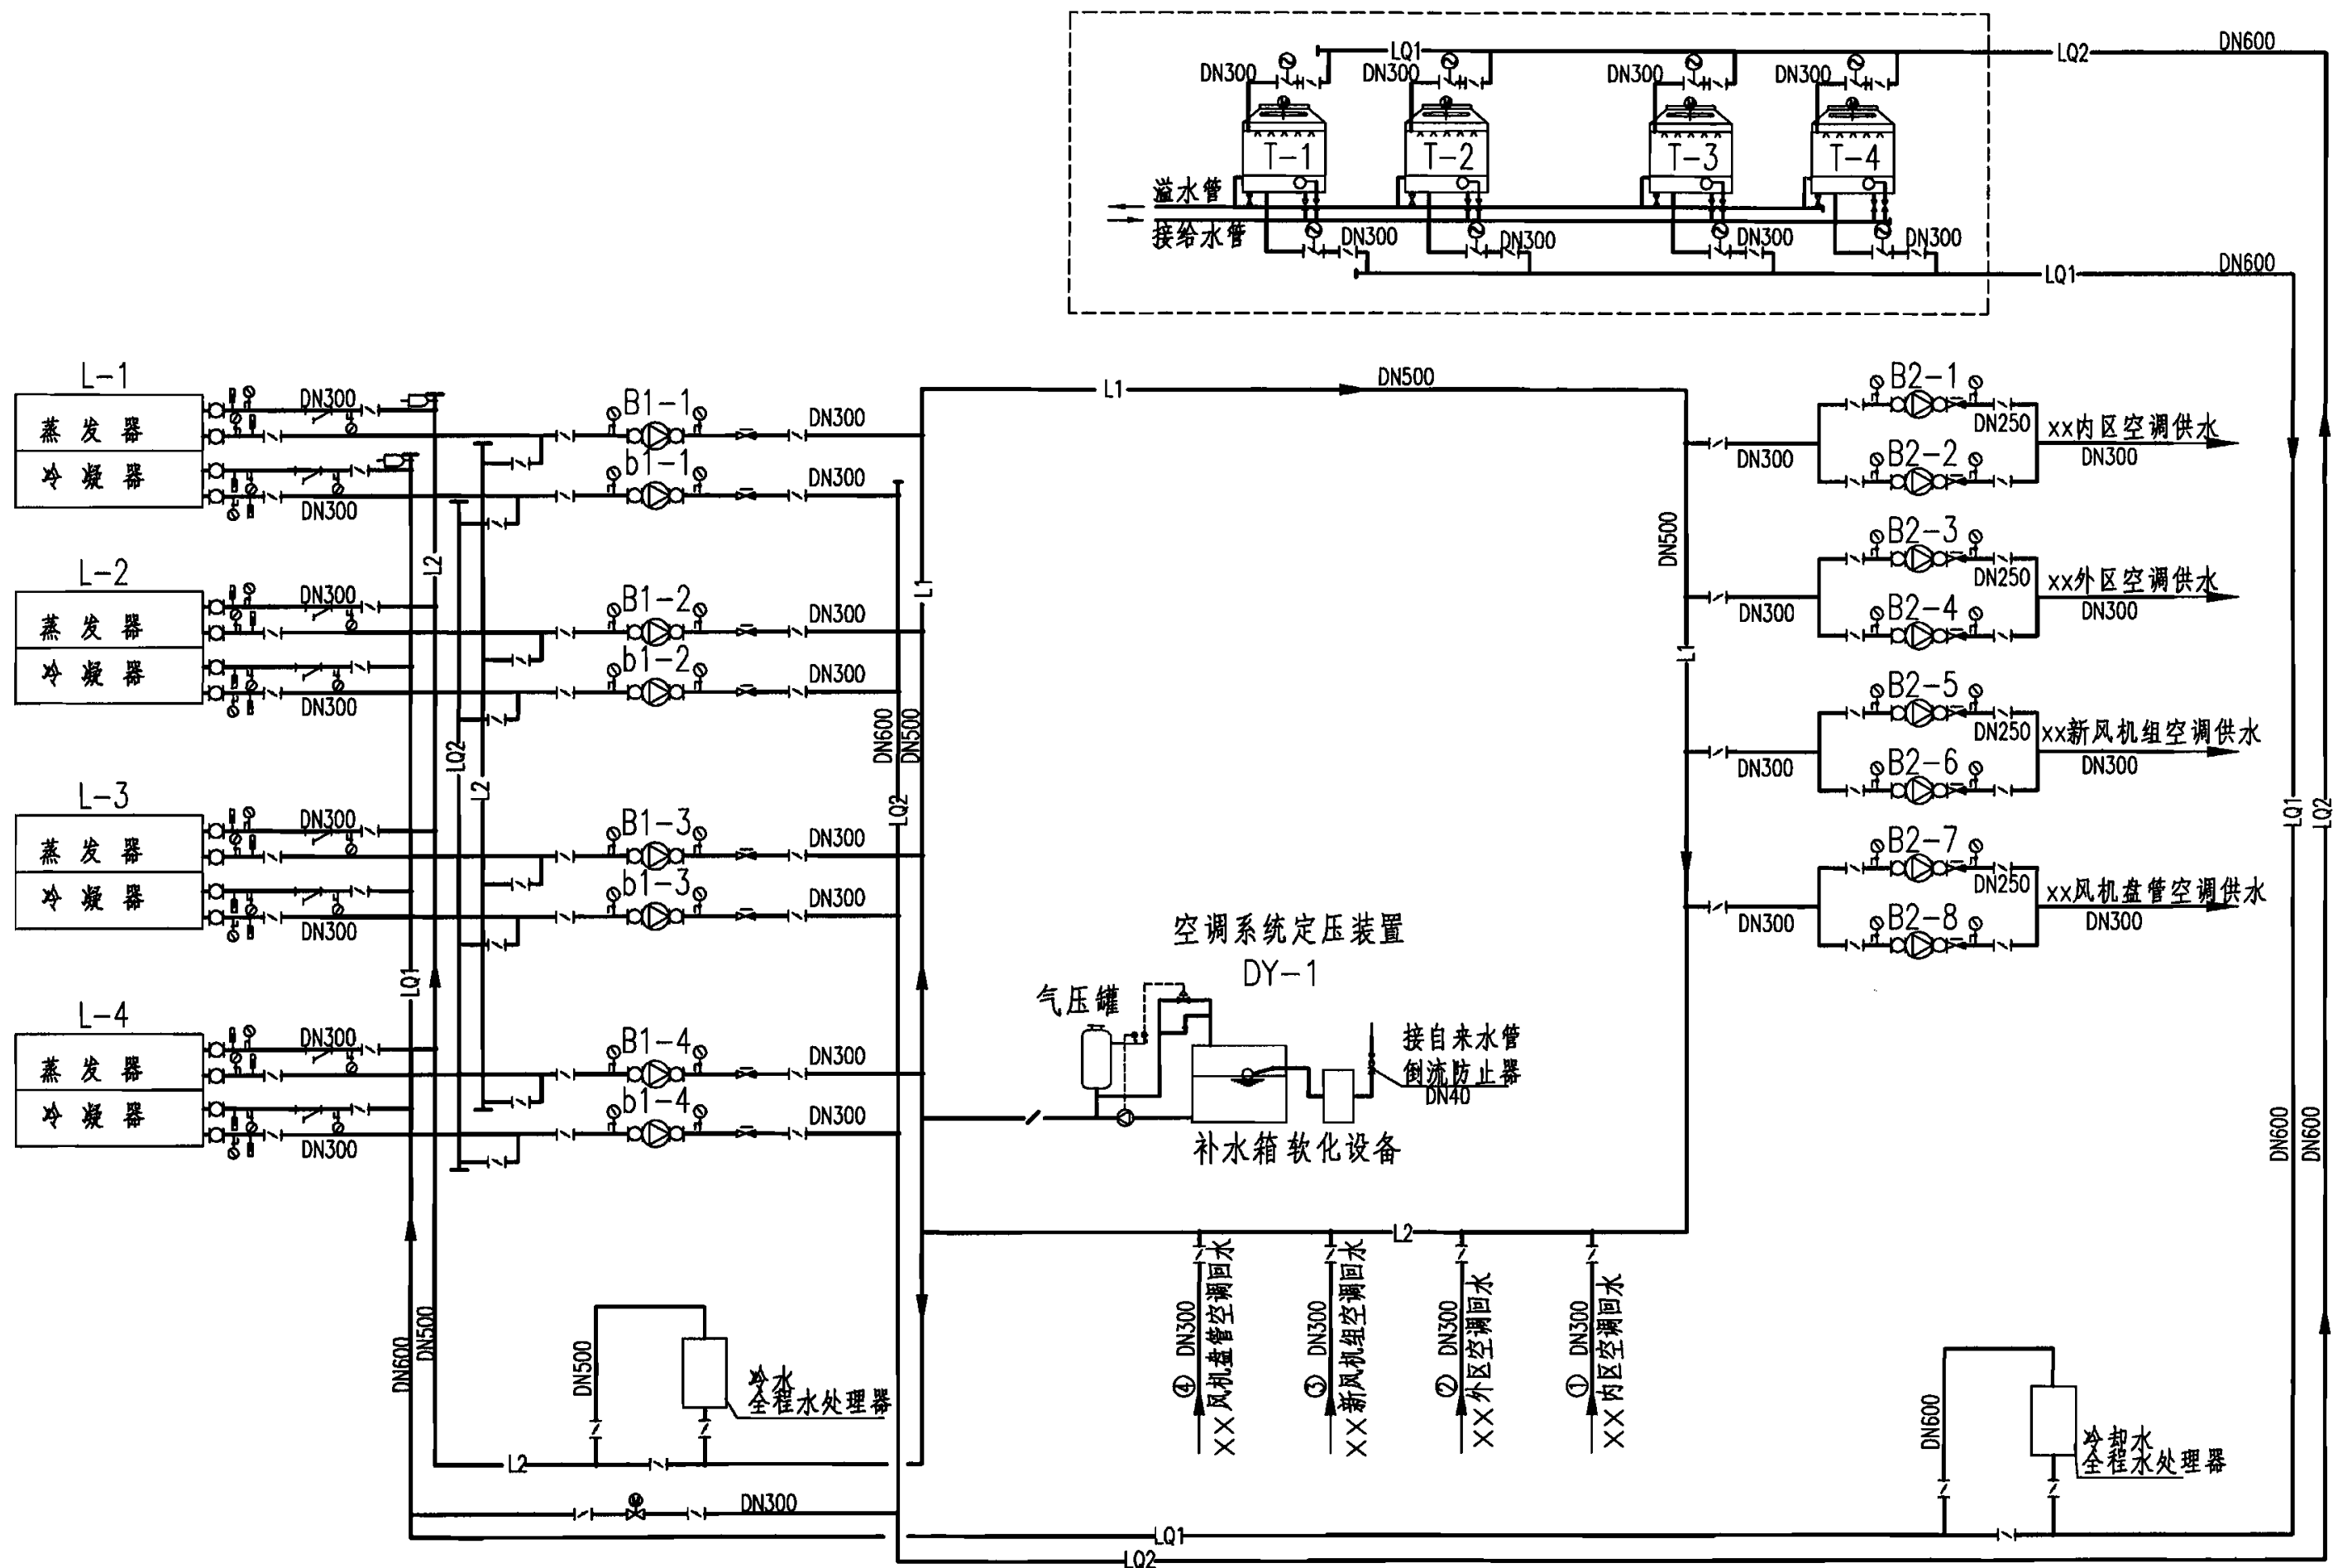 LQ1
LQ2
DN600
DN300
DN300
DN300
DN300
T-1
T-2
T-3
T-4
溢水管
接给水管
DN300
DN300
DN300
DN300
LQ1
DN600
L-1
蒸发器
冷凝器
DN300
DN300
B1-1
DN300
b1-1
DN300
L1
DN500
B2-1
DN250
xx内区空调供水
DN300
DN300
B2-2
L2
L-2
蒸发器
冷凝器
DN300
DN300
B1-2
DN300
b1-2
DN300
L1
DN500
B2-3
DN250
xx外区空调供水
DN300
DN300
B2-4
L1
LQ2
L2
DN600
DN500
LQ2
B2-5
DN250
xx新风机组空调供水
DN300
DN300
B2-6
LQ1
LQ2
L-3
蒸发器
冷凝器
DN300
DN300
B1-3
DN300
b1-3
DN300
B2-7
DN250
xx风机盘管空调供水
DN300
DN300
B2-8
LQ1
空调系统定压装置
DY-1
气压罐
接自来水管
倒流防止器
DN40
补水箱
软化设备
L-4
蒸发器
冷凝器
DN300
DN300
B1-4
DN300
b1-4
DN300
DN600
DN600
L2
④
DN300
XX风机盘管空调回水
③
DN300
XX新风机组空调回水
②
DN300
XX外区空调回水
①
DN300
XX内区空调回水
DN600
DN500
DN500
冷水
全程水处理器
L2
DN600
冷却水
全程水处理器
DN300
LQ1
LQ2